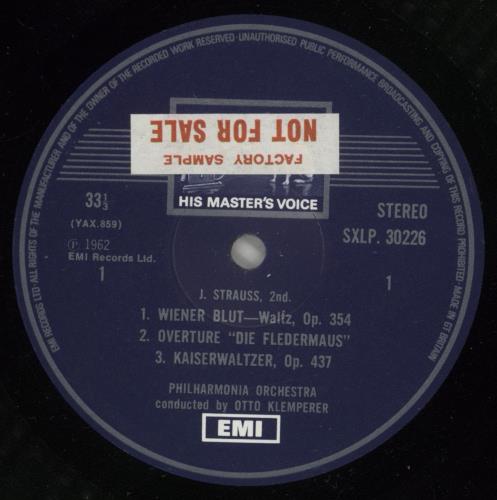 ALL RIGHTS OF THE MANUFACTURER AND OF THE OWNER OF THE RECORDED WORK RESERVED · UNAUTHORISED PUBLIC PERFORMANCE BROADCASTING AND COPYING OF THIS RECORD PROHIBITED · MADE IN GT BRITAIN
EMI RECORDS LTD ·
FACTORY SAMPLE
NOT FOR SALE
HIS MASTER'S VOICE
33⅓
(YAX.859)
Ⓟ 1962
EMI Records Ltd.
1
STEREO
SXLP. 30226
1
J. STRAUSS, 2nd.
1. WIENER BLUT—Waltz, Op. 354
2. OVERTURE "DIE FLEDERMAUS"
3. KAISERWALTZER, Op. 437
PHILHARMONIA ORCHESTRA
conducted by OTTO KLEMPERER
EMI